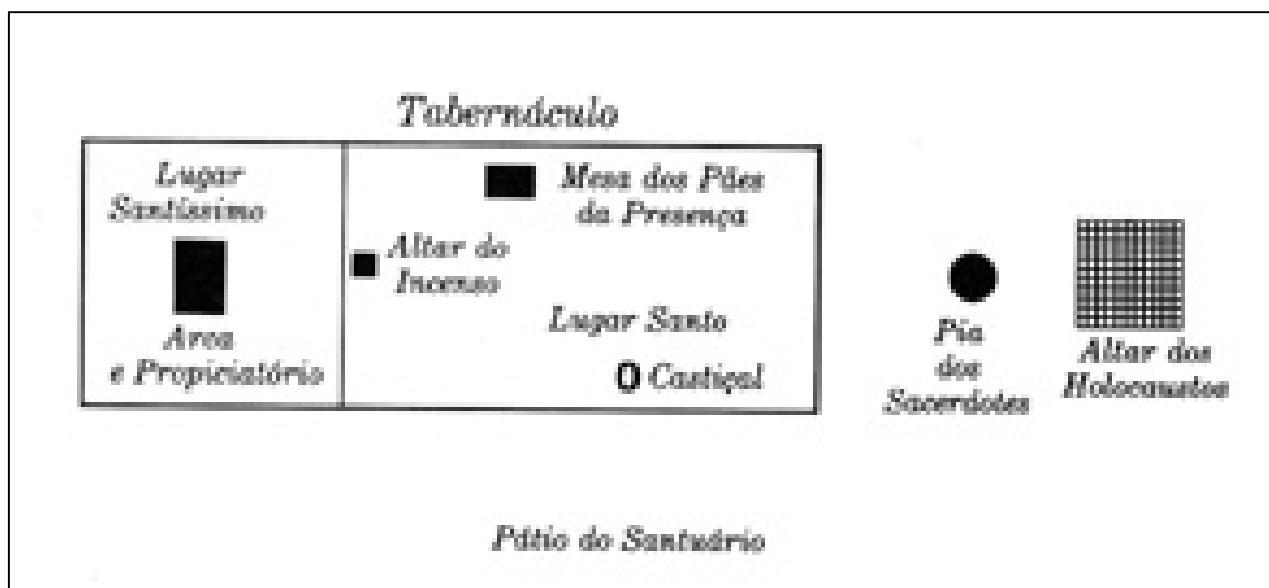 Tabernáculo
Lugar
Santíssimo
Arca
e Propiciatório
Mesa dos Pães
da Presença
Altar do
Incenso
Lugar Santo
0 Castiçal
Pia
dos
Sacerdotes
Altar dos
Holocaustos
Pátio do Santuário